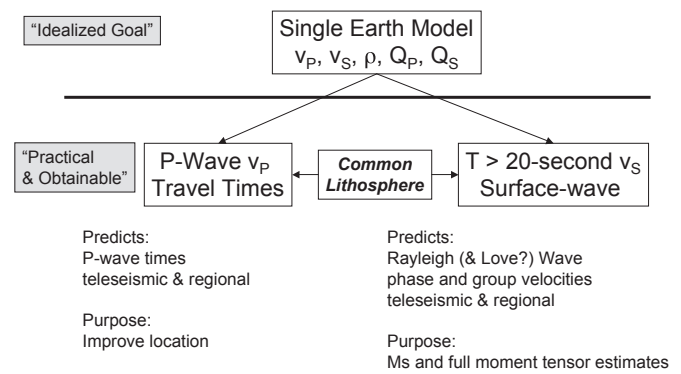 “Idealized Goal”
Single Earth Model
vP, vS, ρ, QP, QS
“Practical
& Obtainable”
P-Wave vP
Travel Times
Common
Lithosphere
T > 20-second vS
Surface-wave
Predicts:
P-wave times
teleseismic & regional
Purpose:
Improve location
Predicts:
Rayleigh (& Love?) Wave
phase and group velocities
teleseismic & regional
Purpose:
Ms and full moment tensor estimates